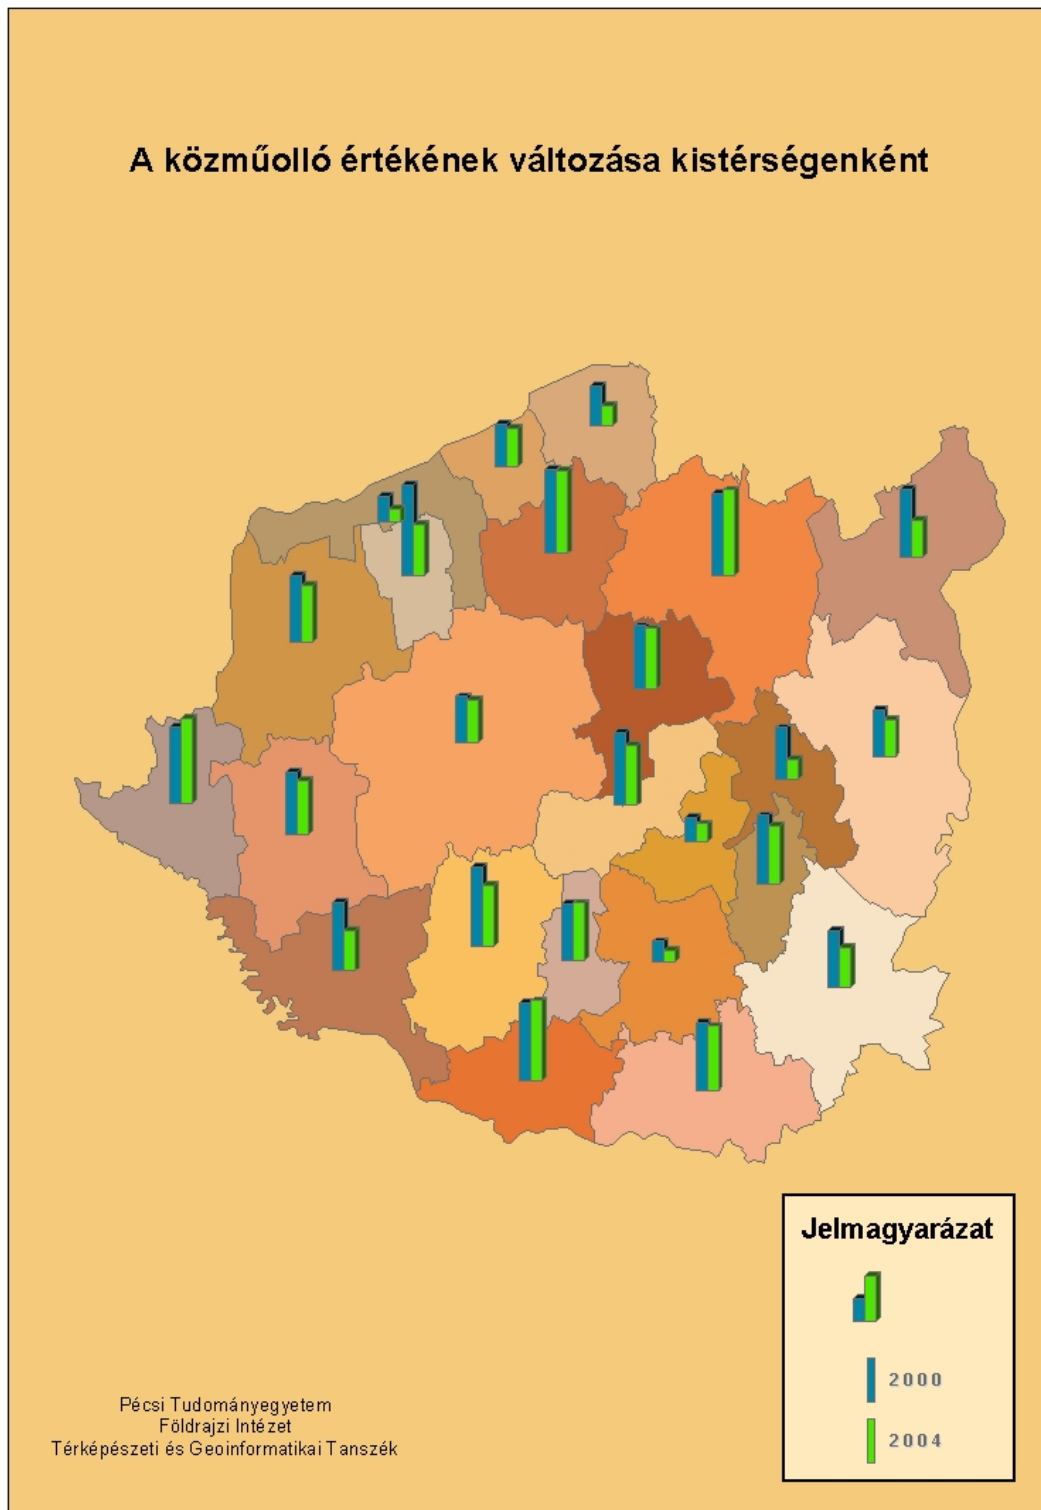 A közműolló értékének változása kistérségenként
Jelmagyarázat
2000
2004
Pécsi Tudományegyetem
Földrajzi Intézet
Térképészeti és Geoinformatikai Tanszék